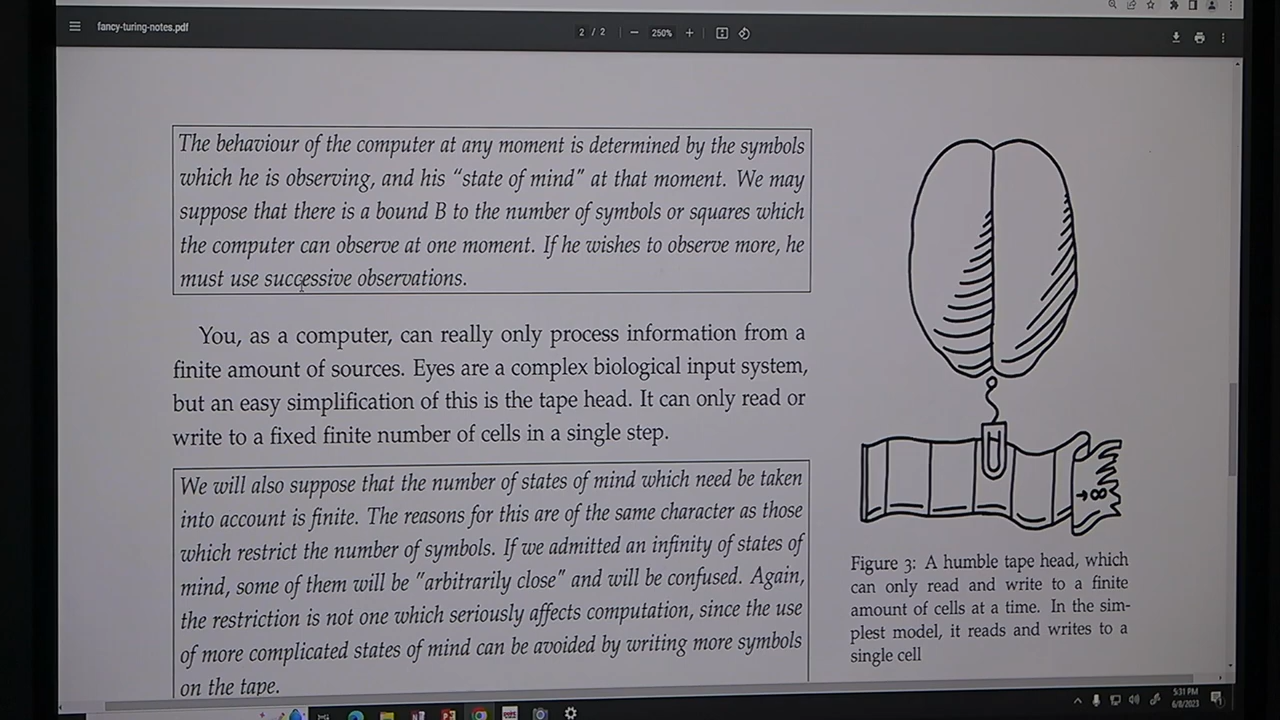 fancy-turing-notes.pdf
2 / 2
250%
The behaviour of the computer at any moment is determined by the symbols
which he is observing, and his “state of mind” at that moment. We may
suppose that there is a bound B to the number of symbols or squares which
the computer can observe at one moment. If he wishes to observe more, he
must use successive observations.
You, as a computer, can really only process information from a
finite amount of sources. Eyes are a complex biological input system,
but an easy simplification of this is the tape head. It can only read or
write to a fixed finite number of cells in a single step.
We will also suppose that the number of states of mind which need be taken
into account is finite. The reasons for this are of the same character as those
which restrict the number of symbols. If we admitted an infinity of states of
mind, some of them will be “arbitrarily close” and will be confused. Again,
the restriction is not one which seriously affects computation, since the use
of more complicated states of mind can be avoided by writing more symbols
on the tape.
→∞
Figure 3: A humble tape head, which
can only read and write to a finite
amount of cells at a time. In the sim-
plest model, it reads and writes to a
single cell
5:31 PM
6/8/2023